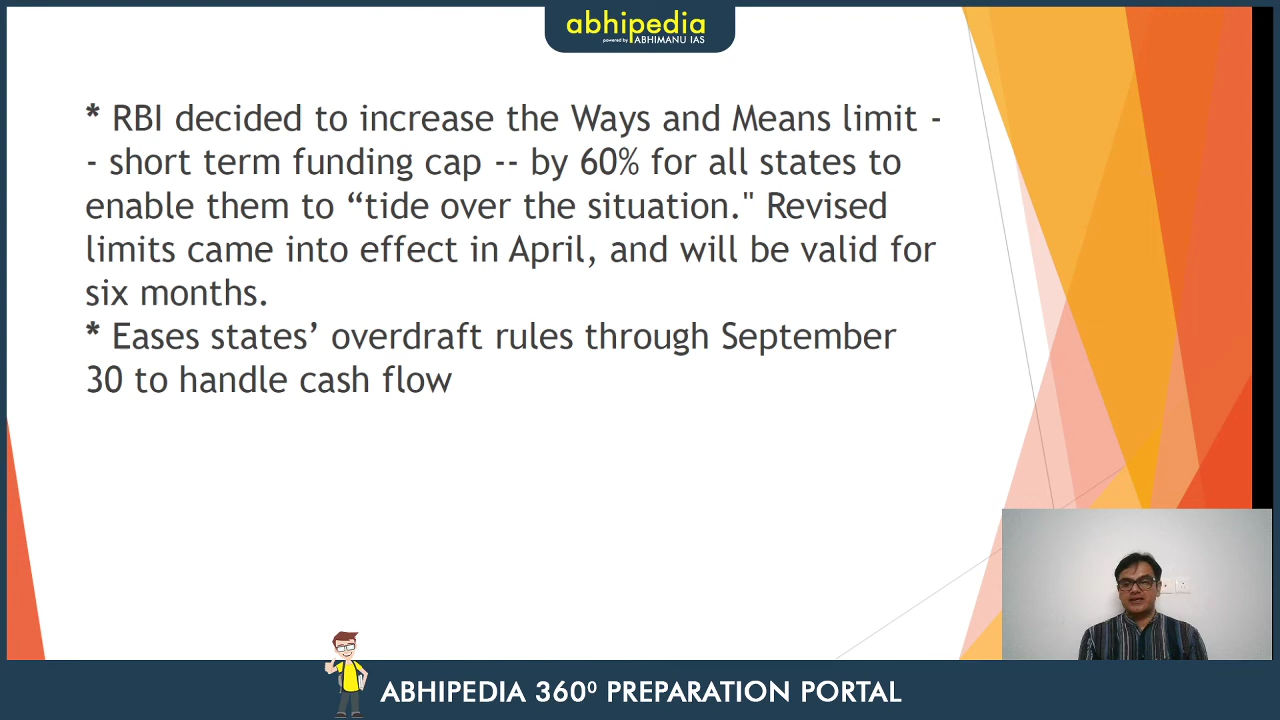 abhipedia
powered by ABHIMANU IAS
* RBI decided to increase the Ways and Means limit -
- short term funding cap -- by 60% for all states to
enable them to “tide over the situation." Revised
limits came into effect in April, and will be valid for
six months.
* Eases states’ overdraft rules through September
30 to handle cash flow
ABHIPEDIA 360⁰ PREPARATION PORTAL